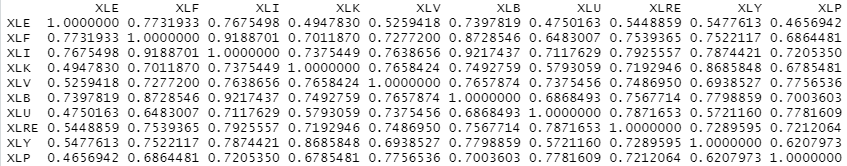 XLE XLF XLI XLK XLV XLB XLU XLRE XLY XLP
XLE 1.0000000 0.7731933 0.7675498 0.4947830 0.5259418 0.7397819 0.4750163 0.5448859 0.5477613 0.4656942
XLF 0.7731933 1.0000000 0.9188701 0.7011870 0.7277200 0.8728546 0.6483007 0.7539365 0.7522117 0.6864481
XLI 0.7675498 0.9188701 1.0000000 0.7375449 0.7638656 0.9217437 0.7117629 0.7925557 0.7874421 0.7205350
XLK 0.4947830 0.7011870 0.7375449 1.0000000 0.7658424 0.7492759 0.5793059 0.7192946 0.8685848 0.6785481
XLV 0.5259418 0.7277200 0.7638656 0.7658424 1.0000000 0.7657874 0.7375456 0.7486950 0.6938527 0.7756536
XLB 0.7397819 0.8728546 0.9217437 0.7492759 0.7657874 1.0000000 0.6868493 0.7567714 0.7798859 0.7003603
XLU 0.4750163 0.6483007 0.7117629 0.5793059 0.7375456 0.6868493 1.0000000 0.7871653 0.5721160 0.7781609
XLRE 0.5448859 0.7539365 0.7925557 0.7192946 0.7486950 0.7567714 0.7871653 1.0000000 0.7289595 0.7212064
XLY 0.5477613 0.7522117 0.7874421 0.8685848 0.6938527 0.7798859 0.5721160 0.7289595 1.0000000 0.6207973
XLP 0.4656942 0.6864481 0.7205350 0.6785481 0.7756536 0.7003603 0.7781609 0.7212064 0.6207973 1.0000000